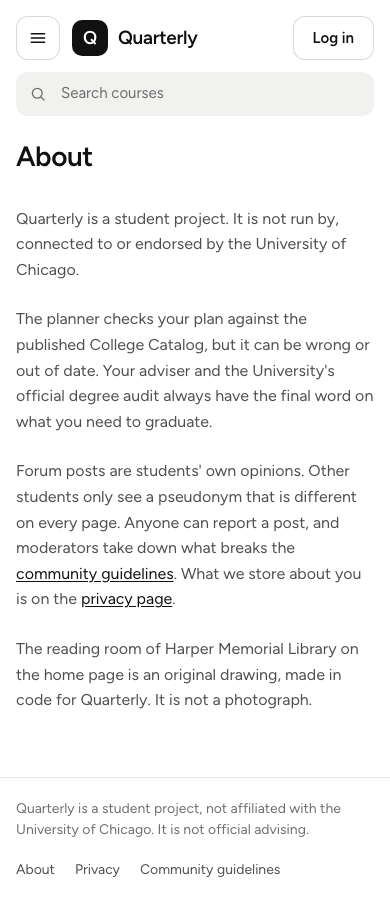 Q Quarterly
Log in
Search courses
About
Quarterly is a student project. It is not run by,
connected to or endorsed by the University of
Chicago.
The planner checks your plan against the
published College Catalog, but it can be wrong or
out of date. Your adviser and the University's
official degree audit always have the final word on
what you need to graduate.
Forum posts are students' own opinions. Other
students only see a pseudonym that is different
on every page. Anyone can report a post, and
moderators take down what breaks the
community guidelines. What we store about you
is on the privacy page.
The reading room of Harper Memorial Library on
the home page is an original drawing, made in
code for Quarterly. It is not a photograph.
Quarterly is a student project, not affiliated with the
University of Chicago. It is not official advising.
About Privacy Community guidelines